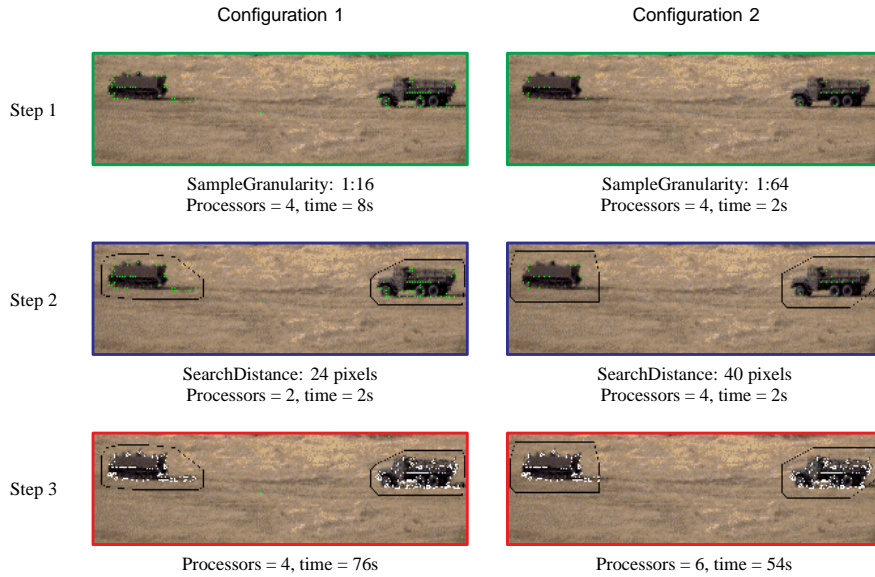 Configuration 1
Configuration 2
Step 1
SampleGranularity: 1:16
Processors = 4, time = 8s
SampleGranularity: 1:64
Processors = 4, time = 2s
Step 2
SearchDistance: 24 pixels
Processors = 2, time = 2s
SearchDistance: 40 pixels
Processors = 4, time = 2s
Step 3
Processors = 4, time = 76s
Processors = 6, time = 54s